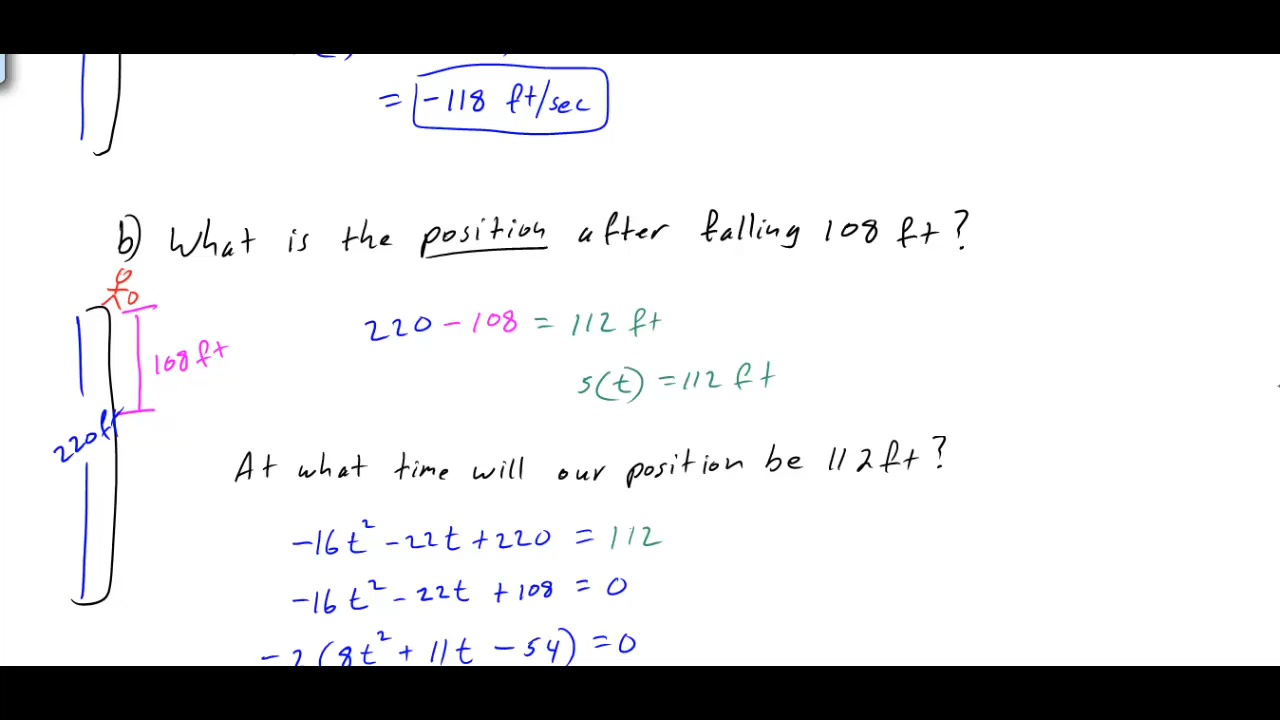 = -118 ft/sec
b) What is the position after falling 108 ft?
108 ft
220 ft
220 - 108 = 112 ft
s(t) = 112 ft
At what time will our position be 112 ft?
-16t² - 22t + 220 = 112
-16t² - 22t + 108 = 0
-2 (8t² + 11t - 54) = 0